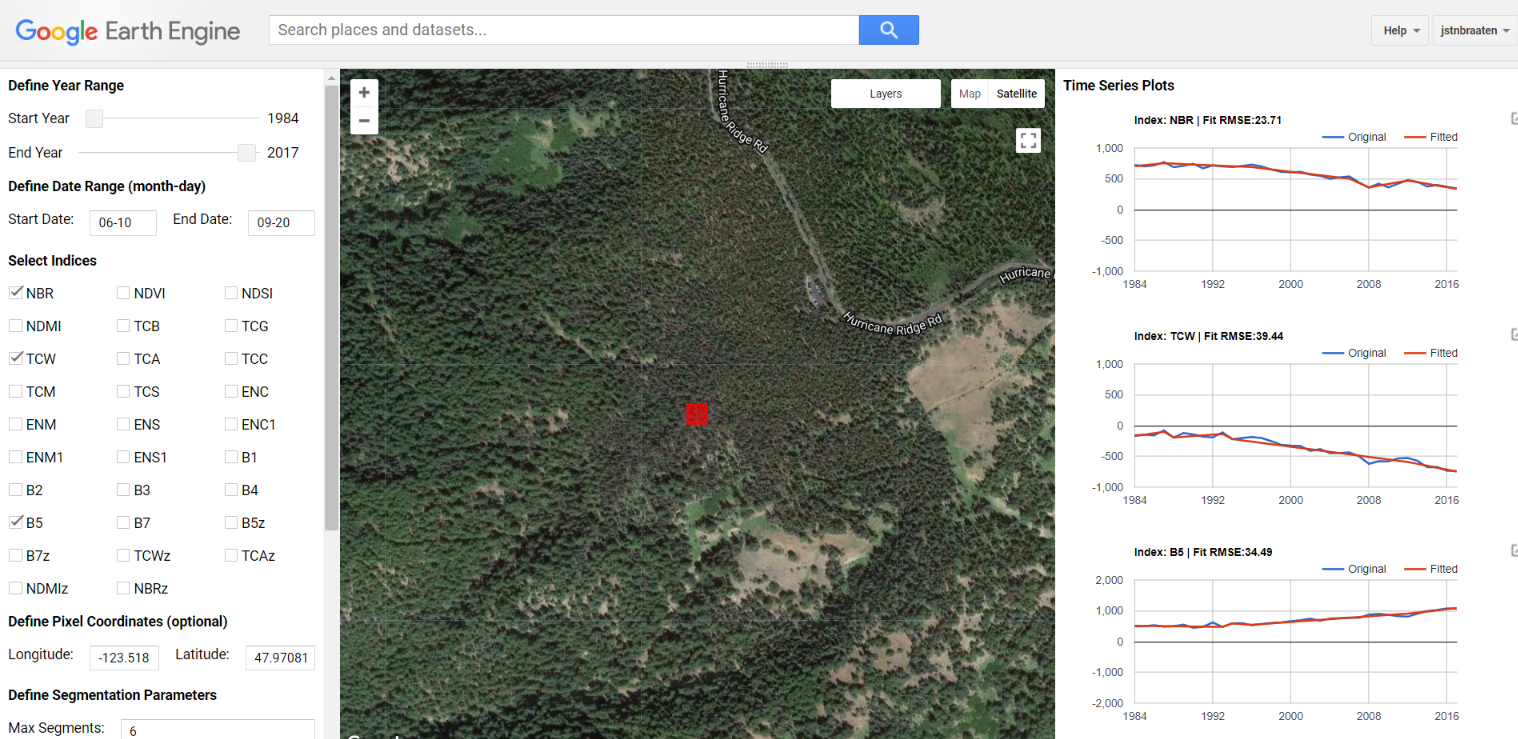 Google Earth Engine
Search places and datasets...
Help
jstnbraaten
Define Year Range
Start Year 1984
End Year 2017
Define Date Range (month-day)
Start Date: 06-10 End Date: 09-20
Select Indices
NBR NDVI NDSI
NDMI TCB TCG
TCW TCA TCC
TCM TCS ENC
ENM ENS ENC1
ENM1 ENS1 B1
B2 B3 B4
B5 B7 B5z
B7z TCWz TCAz
NDMIz NBRz
Define Pixel Coordinates (optional)
Longitude: -123.518 Latitude: 47.97081
Define Segmentation Parameters
Max Segments: 6
+
−
Layers
Map Satellite
Hurricane Ridge Rd
Hurricane
Hurricane Ridge Rd
Time Series Plots
Index: NBR | Fit RMSE:23.71
Original Fitted
1,000
500
0
-500
-1,000
1984 1992 2000 2008 2016
Index: TCW | Fit RMSE:39.44
Original Fitted
1,000
500
0
-500
-1,000
1984 1992 2000 2008 2016
Index: B5 | Fit RMSE:34.49
Original Fitted
2,000
1,000
0
-1,000
-2,000
1984 1992 2000 2008 2016